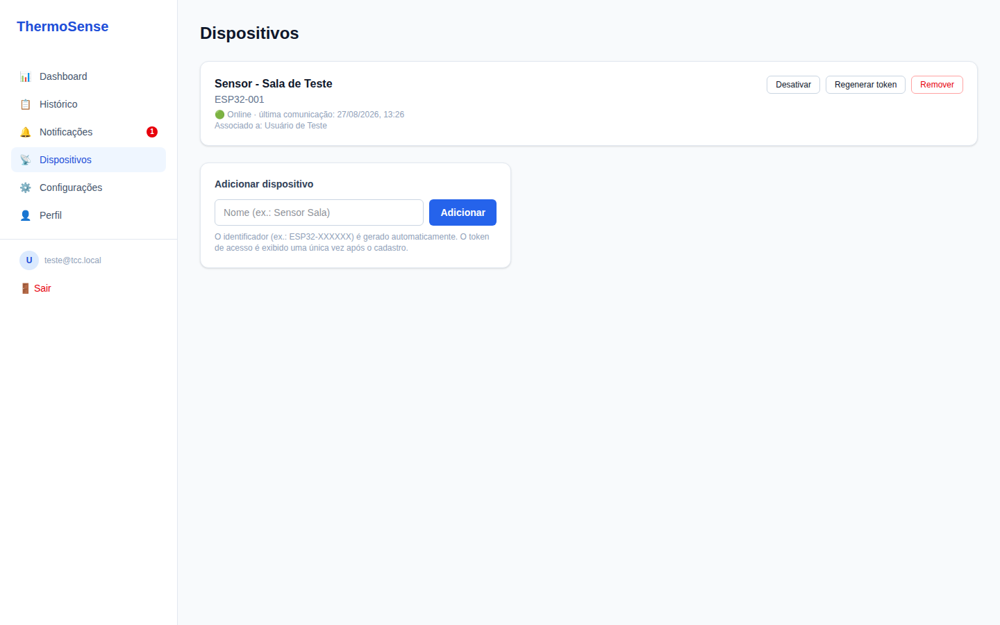 ThermoSense
Dashboard
Histórico
Notificações 1
Dispositivos
Configurações
Perfil
U teste@tcc.local
Sair
Dispositivos
Sensor - Sala de Teste
ESP32-001
Online · última comunicação: 27/08/2026, 13:26
Associado a: Usuário de Teste
Desativar Regenerar token Remover
Adicionar dispositivo
Nome (ex.: Sensor Sala) Adicionar
O identificador (ex.: ESP32-XXXXXX) é gerado automaticamente. O token
de acesso é exibido uma única vez após o cadastro.